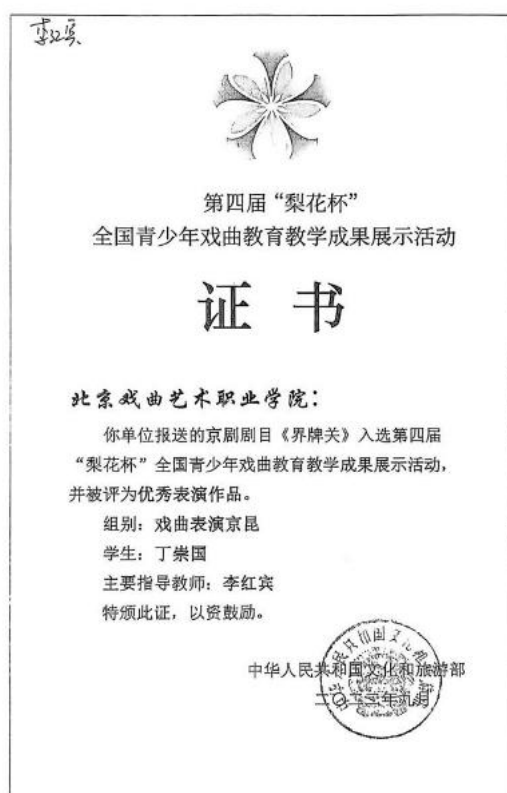 李红宾
第四届“梨花杯”
全国青少年戏曲教育教学成果展示活动
证 书
北京戏曲艺术职业学院：
你单位报送的京剧剧目《界牌关》入选第四届
“梨花杯”全国青少年戏曲教育教学成果展示活动，
并被评为优秀表演作品。
组别：戏曲表演京昆
学生：丁崇国
主要指导教师：李红宾
特颁此证，以资鼓励。
中华人民共和国文化和旅游部